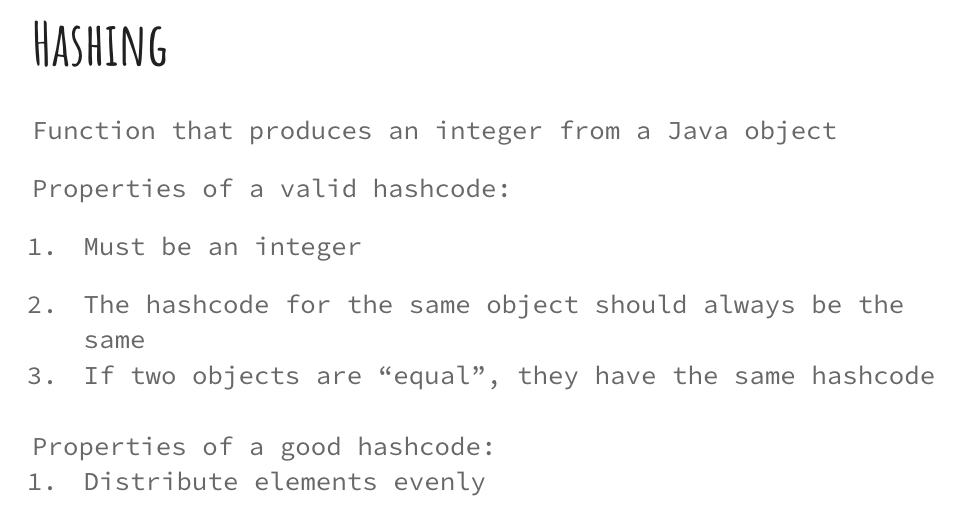 HASHING
Function that produces an integer from a Java object
Properties of a valid hashcode:
1. Must be an integer
2. The hashcode for the same object should always be the
same
3. If two objects are “equal”, they have the same hashcode
Properties of a good hashcode:
1. Distribute elements evenly